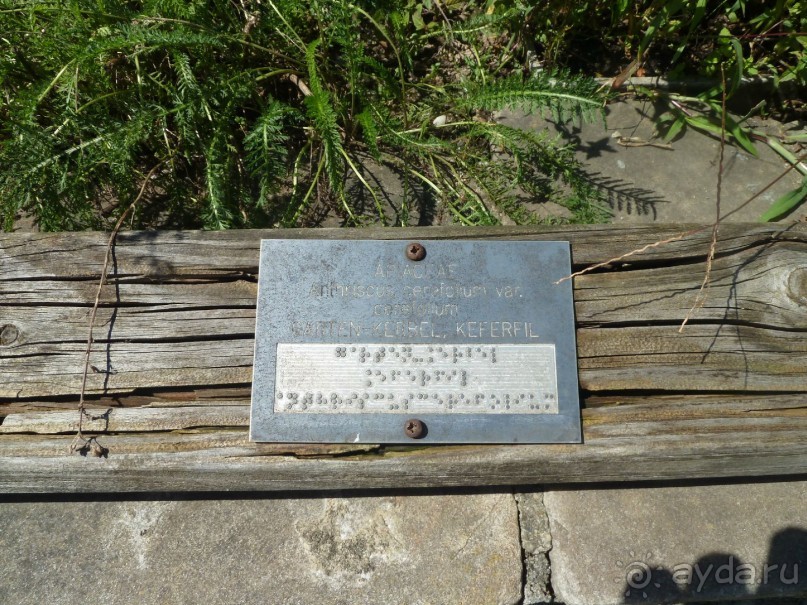 APIACEAE
Anthriscus cerefolium var.
cerefolium
GARTEN-KERBEL, KEFERFIL
ayda.ru